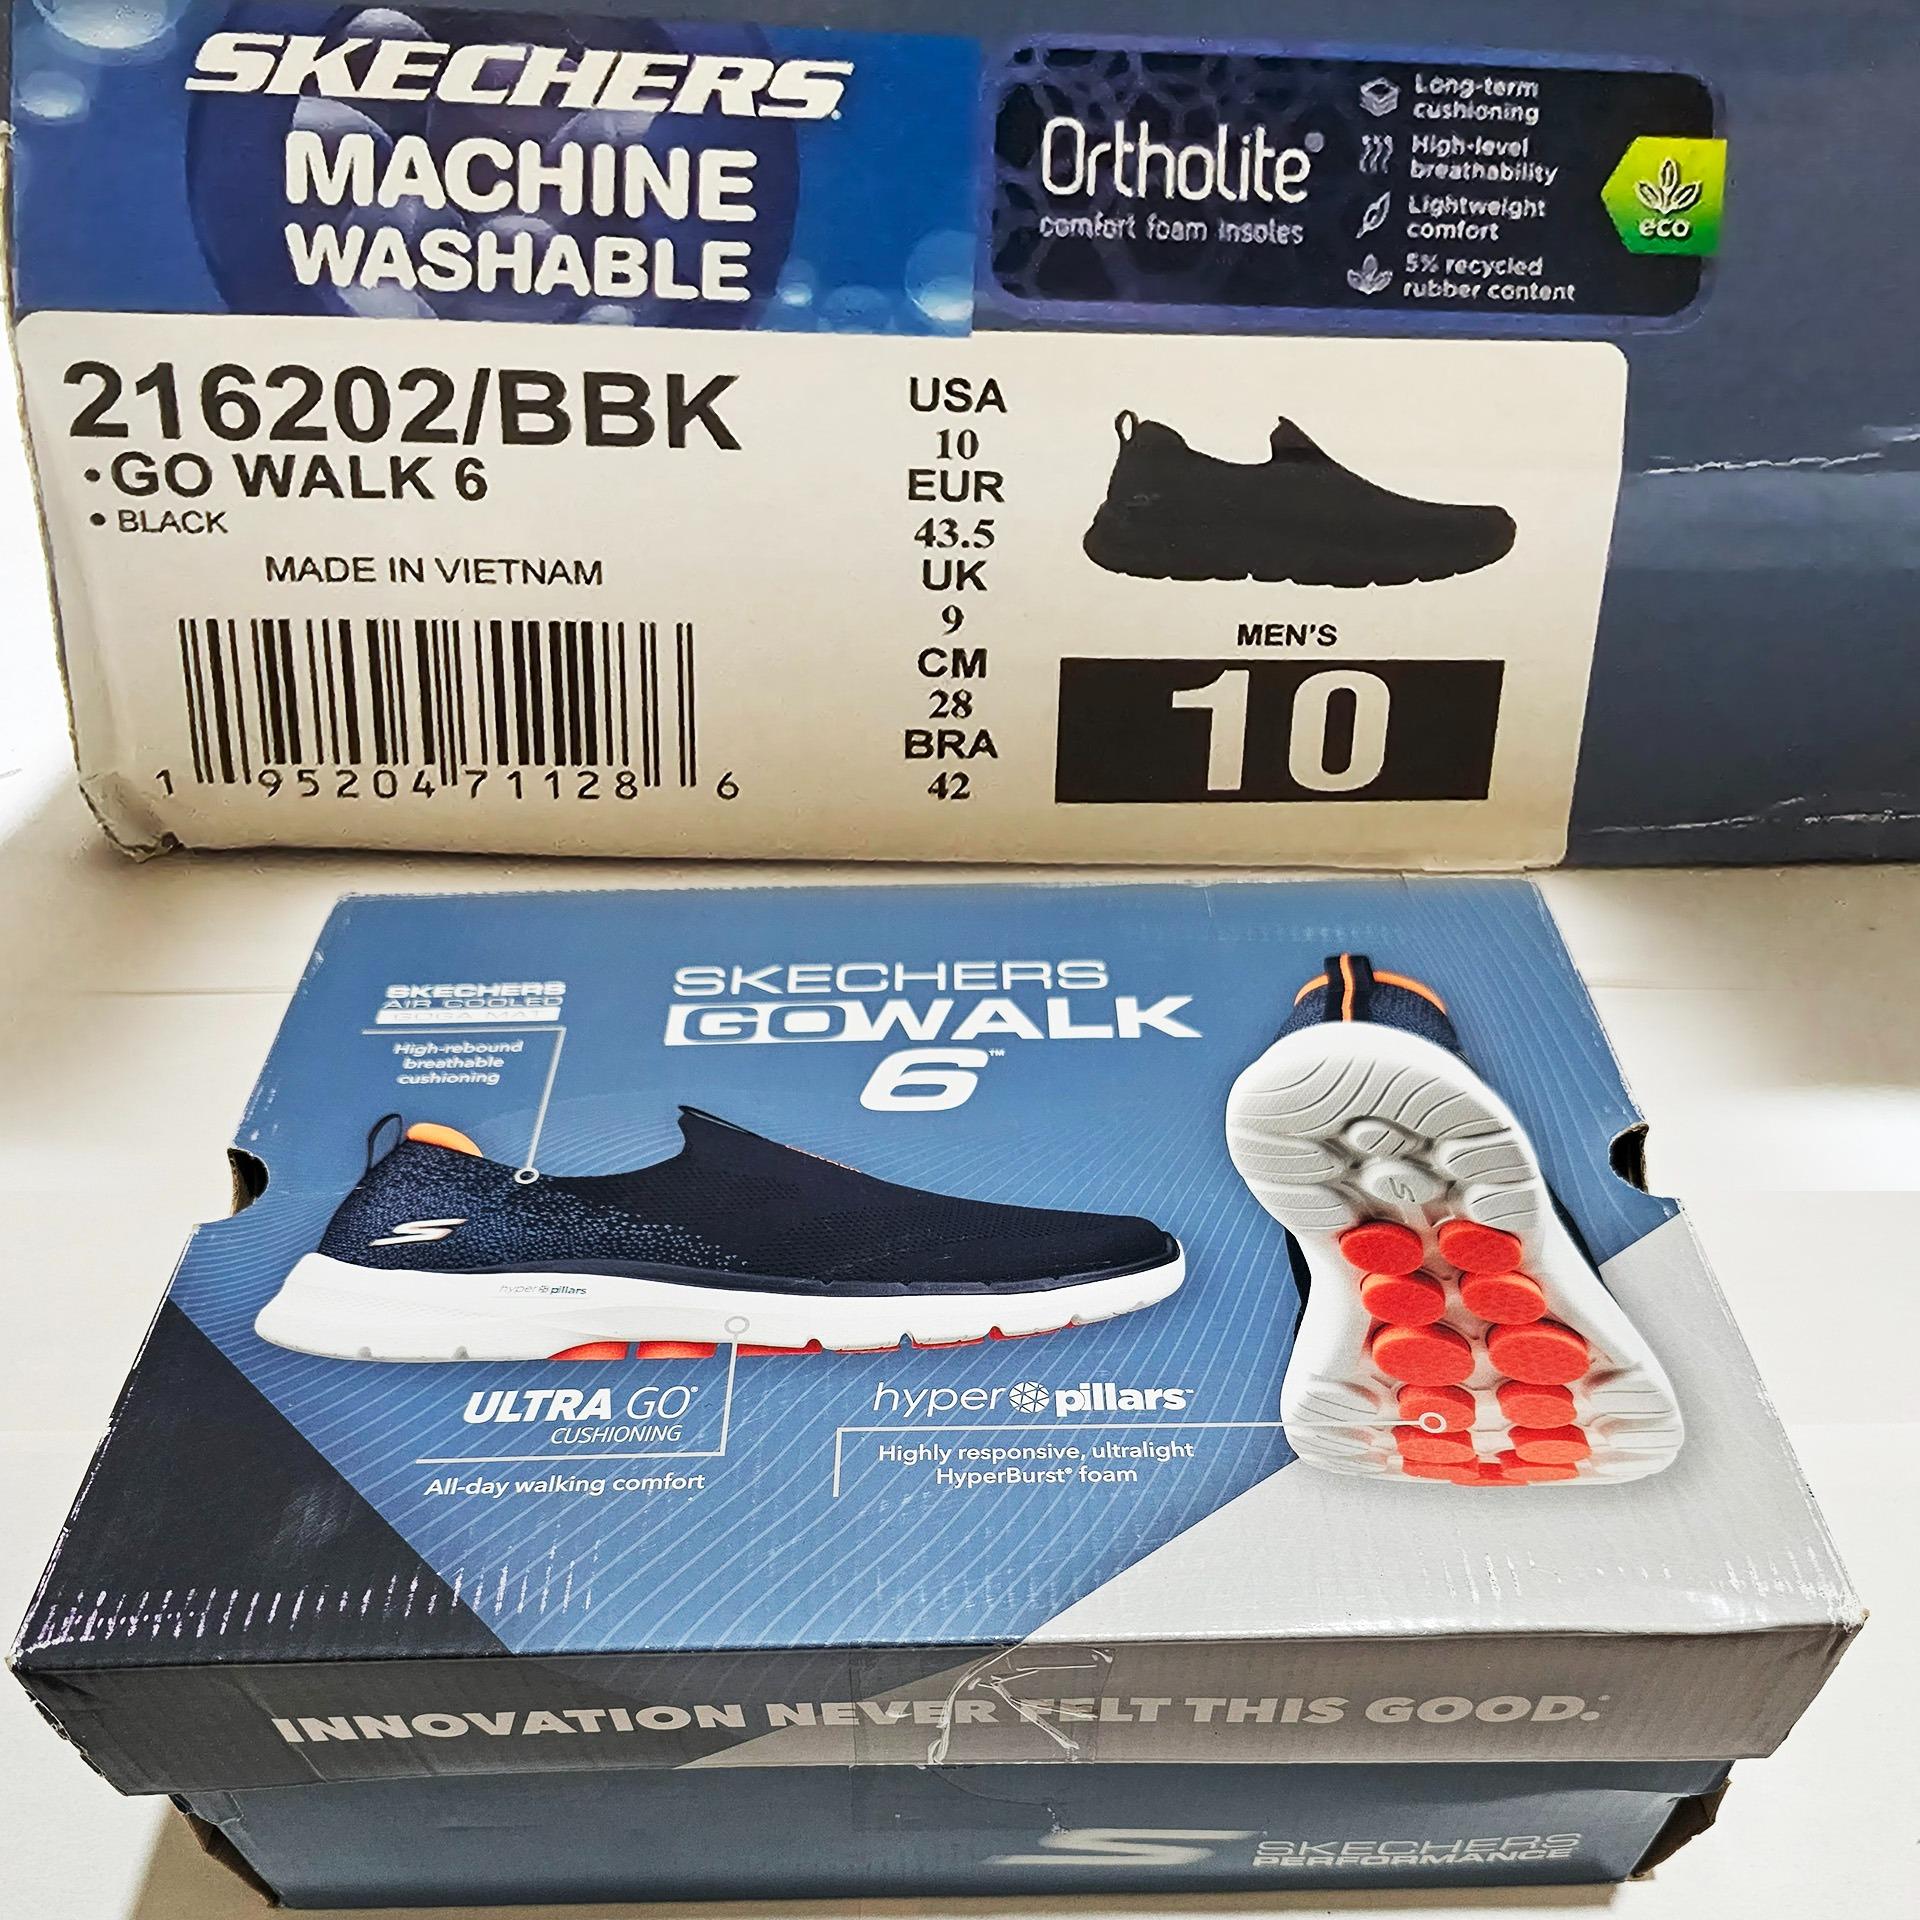 SKECHERS
MACHINE
WASHABLE
Ortholite®
comfort foam insoles
Long-term
cushioning
High-level
breathability
Lightweight
comfort
5% recycled
rubber content
eco
216202/BBK
•GO WALK 6
• BLACK
MADE IN VIETNAM
1 95204 71128 6
USA
10
EUR
43.5
UK
9
CM
28
BRA
42
MEN'S
10
SKECHERS
AIR COOLED
GOGA MAT
High-rebound
breathable
cushioning
SKECHERS
GOWALK
6™
S
hyper pillars
S
ULTRA GO®
CUSHIONING
All-day walking comfort
hyper pillars™
Highly responsive, ultralight
HyperBurst® foam
INNOVATION NEVER FELT THIS GOOD.
SKECHERS
PERFORMANCE